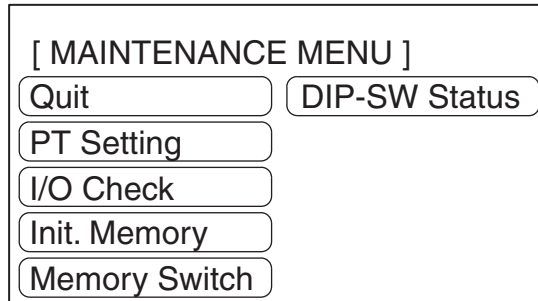 [ MAINTENANCE MENU ]
Quit DIP-SW Status
PT Setting
I/O Check
Init. Memory
Memory Switch